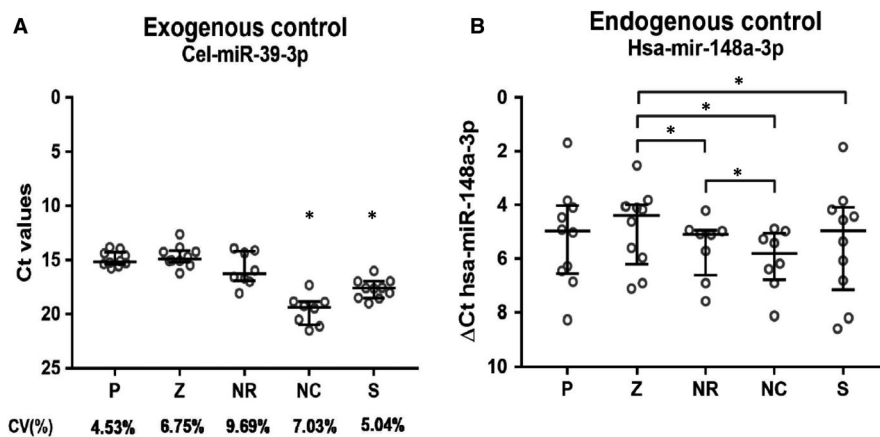 A
Exogenous control
Cel-miR-39-3p
Ct values
0
5
10
15
20
25
* *
P Z NR NC S
CV(%) 4.53% 6.75% 9.69% 7.03% 5.04%
B
Endogenous control
Hsa-mir-148a-3p
ΔCt hsa-miR-148a-3p
0
2
4
6
8
10
*
*
*
*
P Z NR NC S